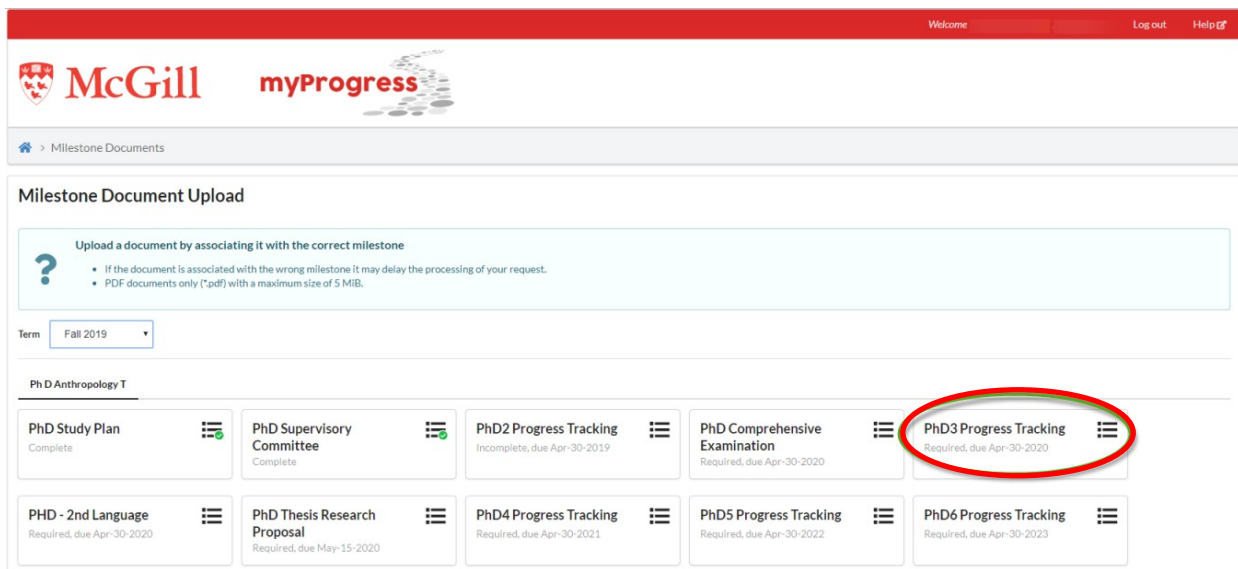 Welcome Log out Help
McGill myProgress
> Milestone Documents
Milestone Document Upload
?
Upload a document by associating it with the correct milestone
• If the document is associated with the wrong milestone it may delay the processing of your request.
• PDF documents only (*.pdf) with a maximum size of 5 MiB.
Term Fall 2019
Ph D Anthropology T
PhD Study Plan
Complete
PhD Supervisory
Committee
Complete
PhD2 Progress Tracking
Incomplete, due Apr-30-2019
PhD Comprehensive
Examination
Required, due Apr-30-2020
PhD3 Progress Tracking
Required, due Apr-30-2020
PHD - 2nd Language
Required, due Apr-30-2020
PhD Thesis Research
Proposal
Required, due May-15-2020
PhD4 Progress Tracking
Required, due Apr-30-2021
PhD5 Progress Tracking
Required, due Apr-30-2022
PhD6 Progress Tracking
Required, due Apr-30-2023